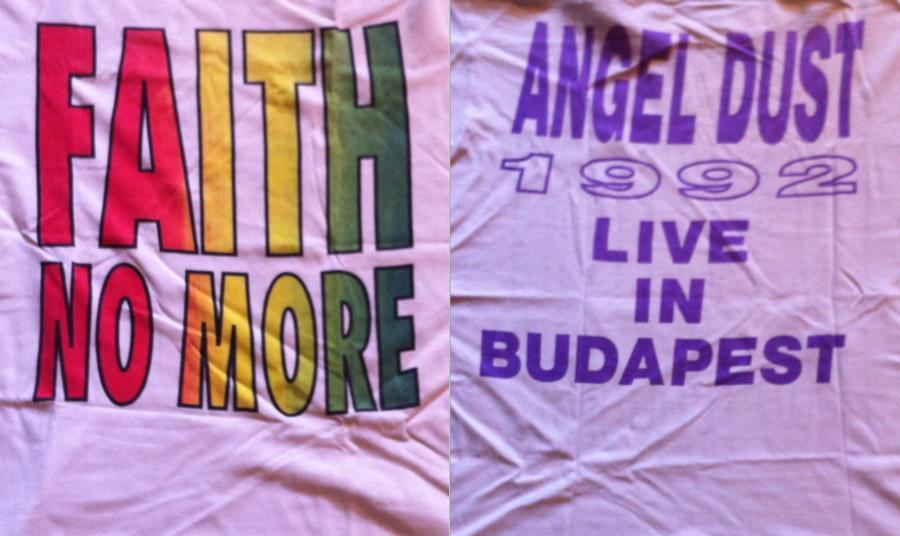 FAITH
NO MORE
ANGEL DUST
1992
LIVE
IN
BUDAPEST